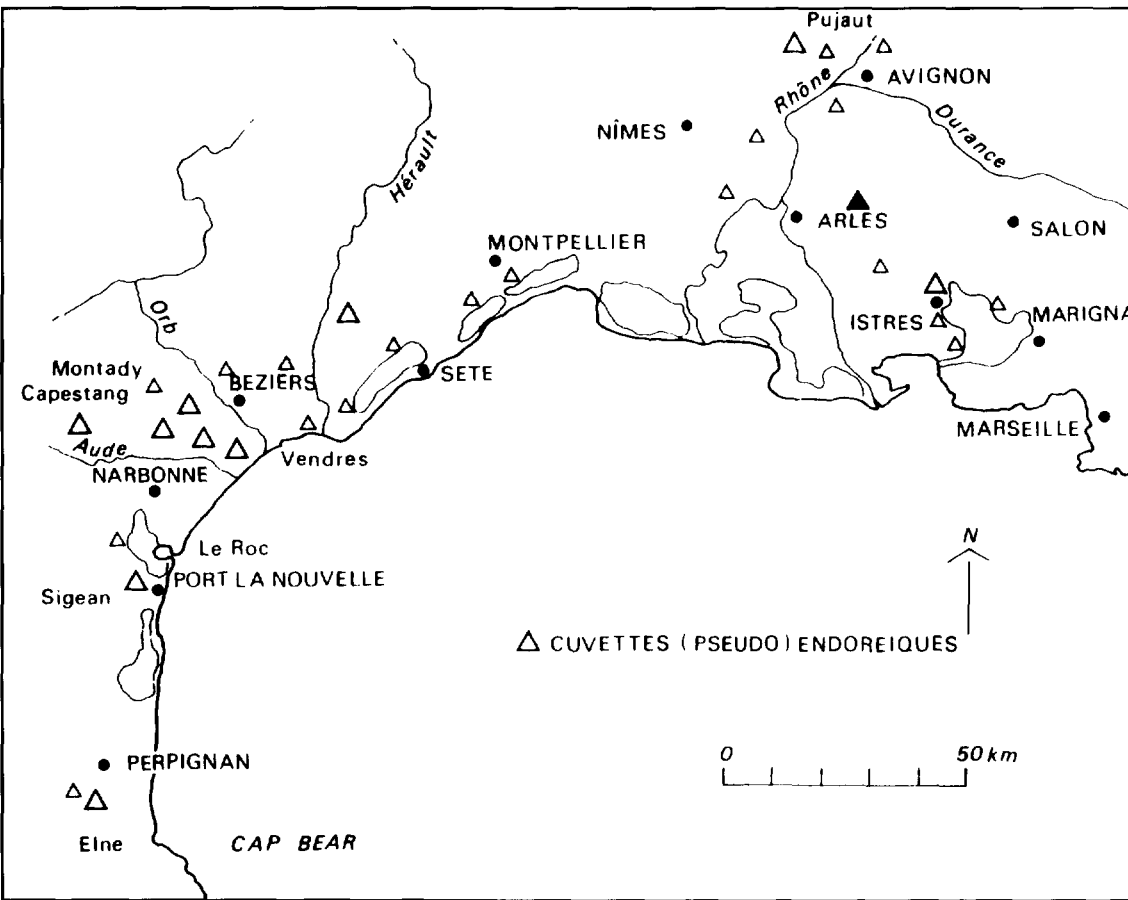 Pujaut
AVIGNON
Rhône
Durance
NÎMES
Hérault
ARLES
SALON
MONTPELLIER
Orb
ISTRES
MARIGNA
Montady
Capestang
BEZIERS
SETE
MARSEILLE
Aude
Vendres
NARBONNE
Le Roc
N
PORT LA NOUVELLE
Sigean
CUVETTES (PSEUDO) ENDOREIQUES
0 50 km
PERPIGNAN
Elne
CAP BEAR